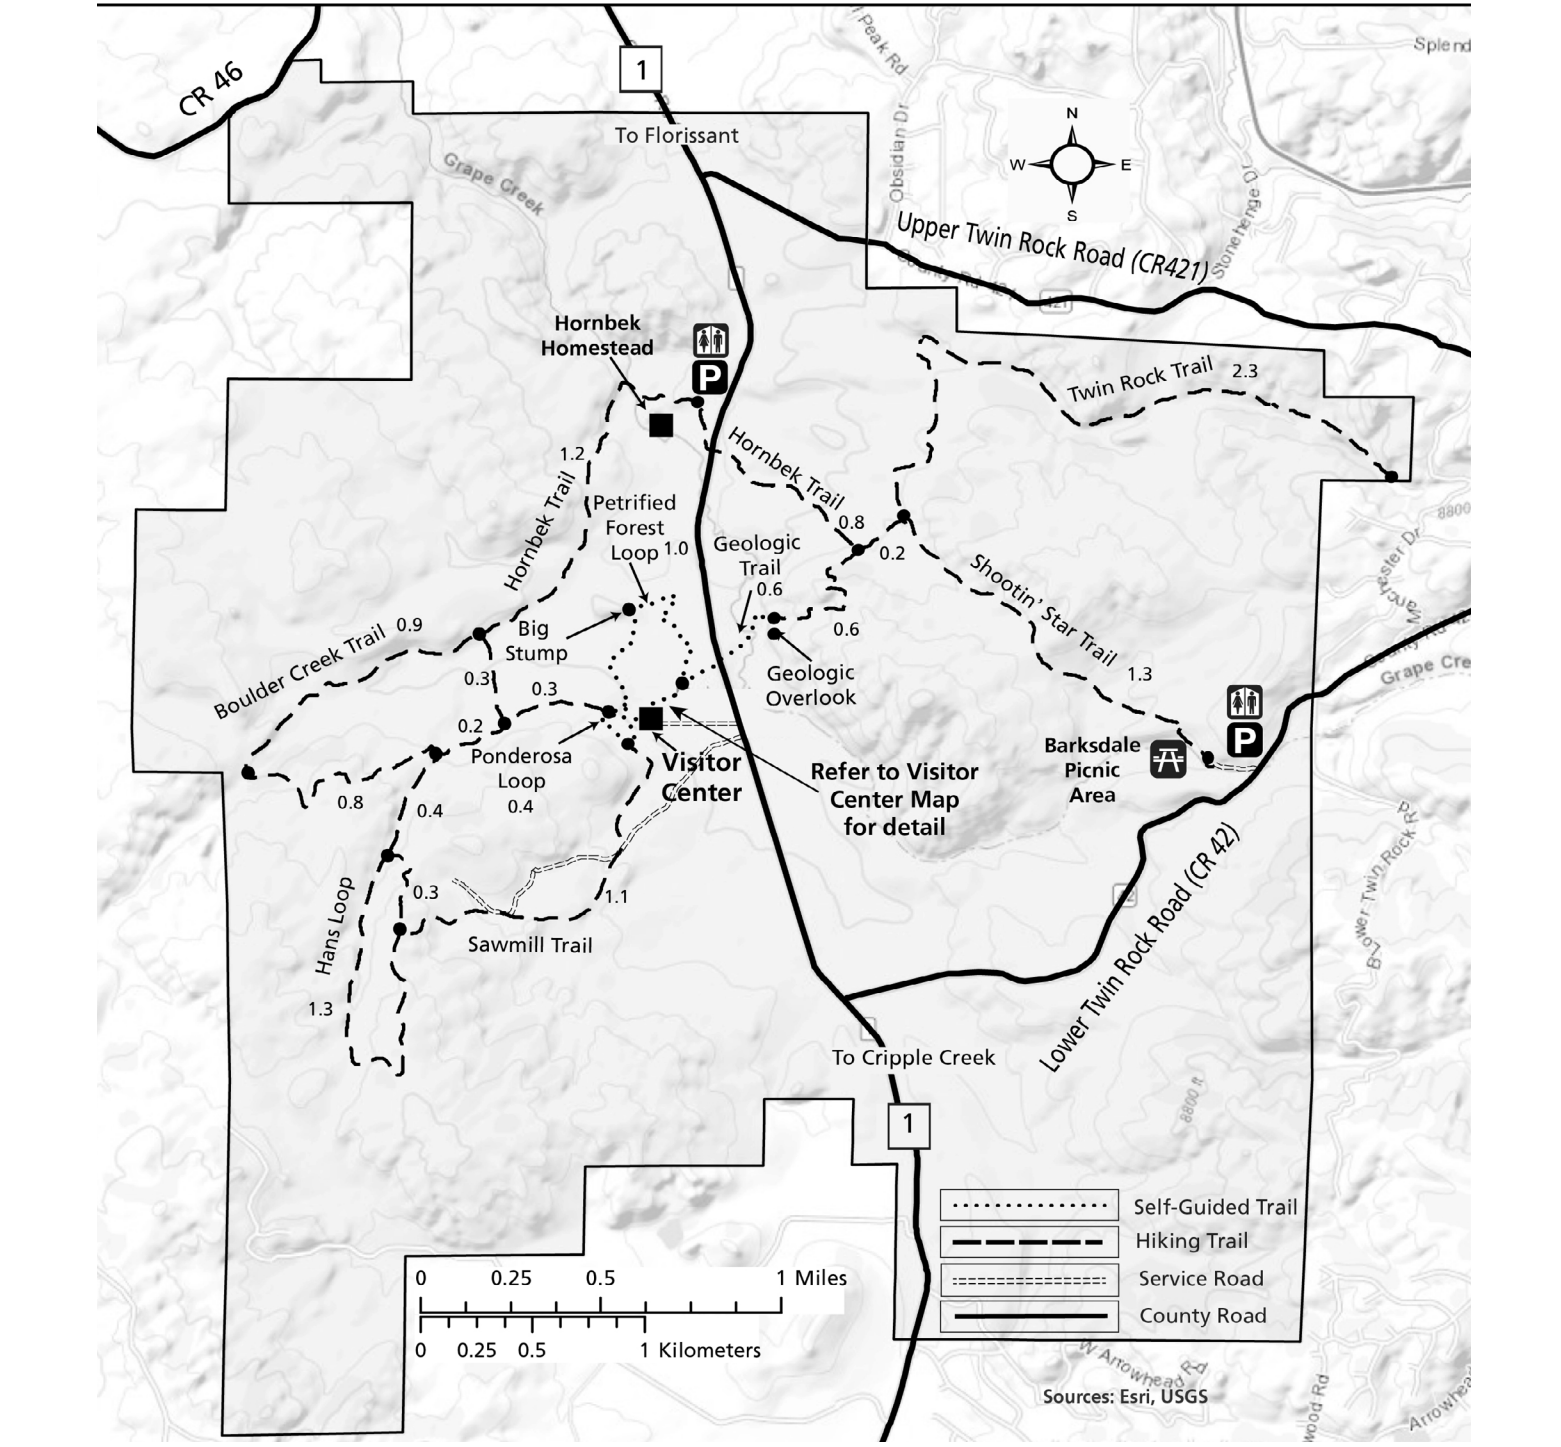 Splend
CR 46
1
Peak Rd
N
To Florissant
W
E
Grape Creek
Obsidian Dr
S
Stonehenge Dr
Upper Twin Rock Road (CR421)
County Rd 421
421
Hornbek
Homestead
P
Twin Rock Trail 2.3
Hornbek Trail
1.2
Hornbek Trail
0.8
Petrified
Forest
Loop 1.0
Geologic
Trail
0.6
0.2
8800
Shootin' Star Trail
1.3
Boulder Creek Trail 0.9
Big
Stump
0.6
Geologic
Overlook
Grape Cre
0.3
0.3
0.2
P
Ponderosa
Loop
0.4
Visitor
Center
Barksdale
Picnic
Area
Refer to Visitor
Center Map
for detail
0.8
0.4
Lower Twin Rock Rd
0.3
1.1
Hans Loop
Sawmill Trail
Lower Twin Rock Road (CR 42)
1.3
To Cripple Creek
8800 ft
1
Self-Guided Trail
Hiking Trail
Service Road
County Road
0 0.25 0.5 1 Miles
0 0.25 0.5 1 Kilometers
W Arrowhead Rd
Sources: Esri, USGS
wood Rd
Arrowhea